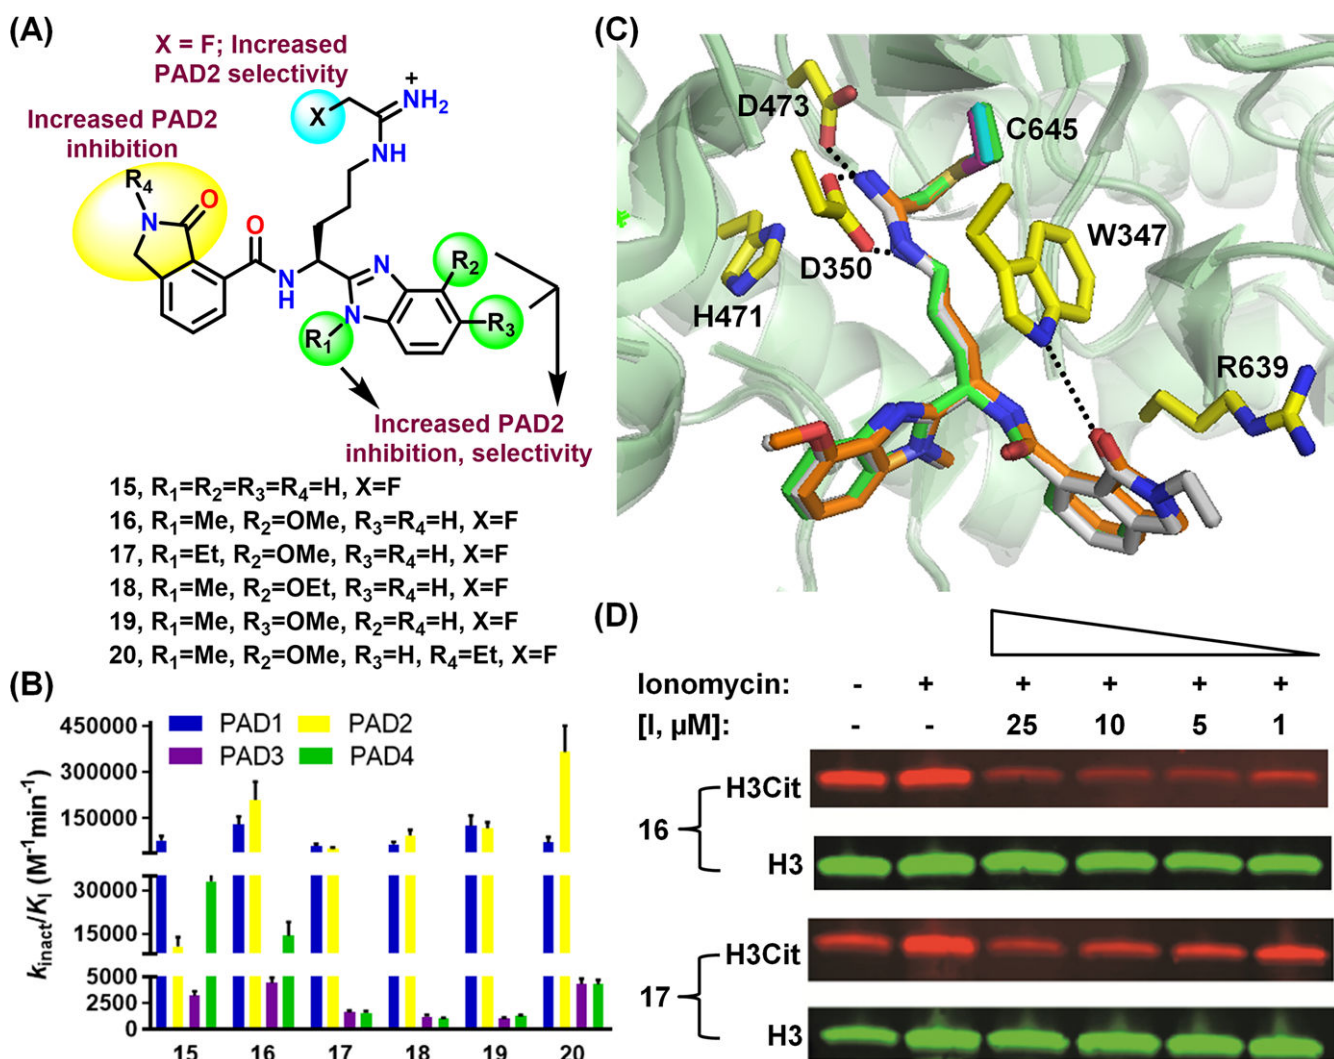 (A)
X = F; Increased
PAD2 selectivity
Increased PAD2
inhibition
X
+
NH₂
NH
R₄
N
O
O
N
H
N
N
R₁
R₂
R₃
Increased PAD2
inhibition, selectivity
15, R₁=R₂=R₃=R₄=H, X=F
16, R₁=Me, R₂=OMe, R₃=R₄=H, X=F
17, R₁=Et, R₂=OMe, R₃=R₄=H, X=F
18, R₁=Me, R₂=OEt, R₃=R₄=H, X=F
19, R₁=Me, R₃=OMe, R₂=R₄=H, X=F
20, R₁=Me, R₂=OMe, R₃=H, R₄=Et, X=F
(B)
kinact/KI (M⁻¹min⁻¹)
450000
300000
150000
30000
15000
5000
2500
0
PAD1 PAD2
PAD3 PAD4
15 16 17 18 19 20
(C)
D473
C645
D350
W347
H471
R639
(D)
Ionomycin: - + + + + +
[I, µM]: - - 25 10 5 1
16
H3Cit
H3
17
H3Cit
H3